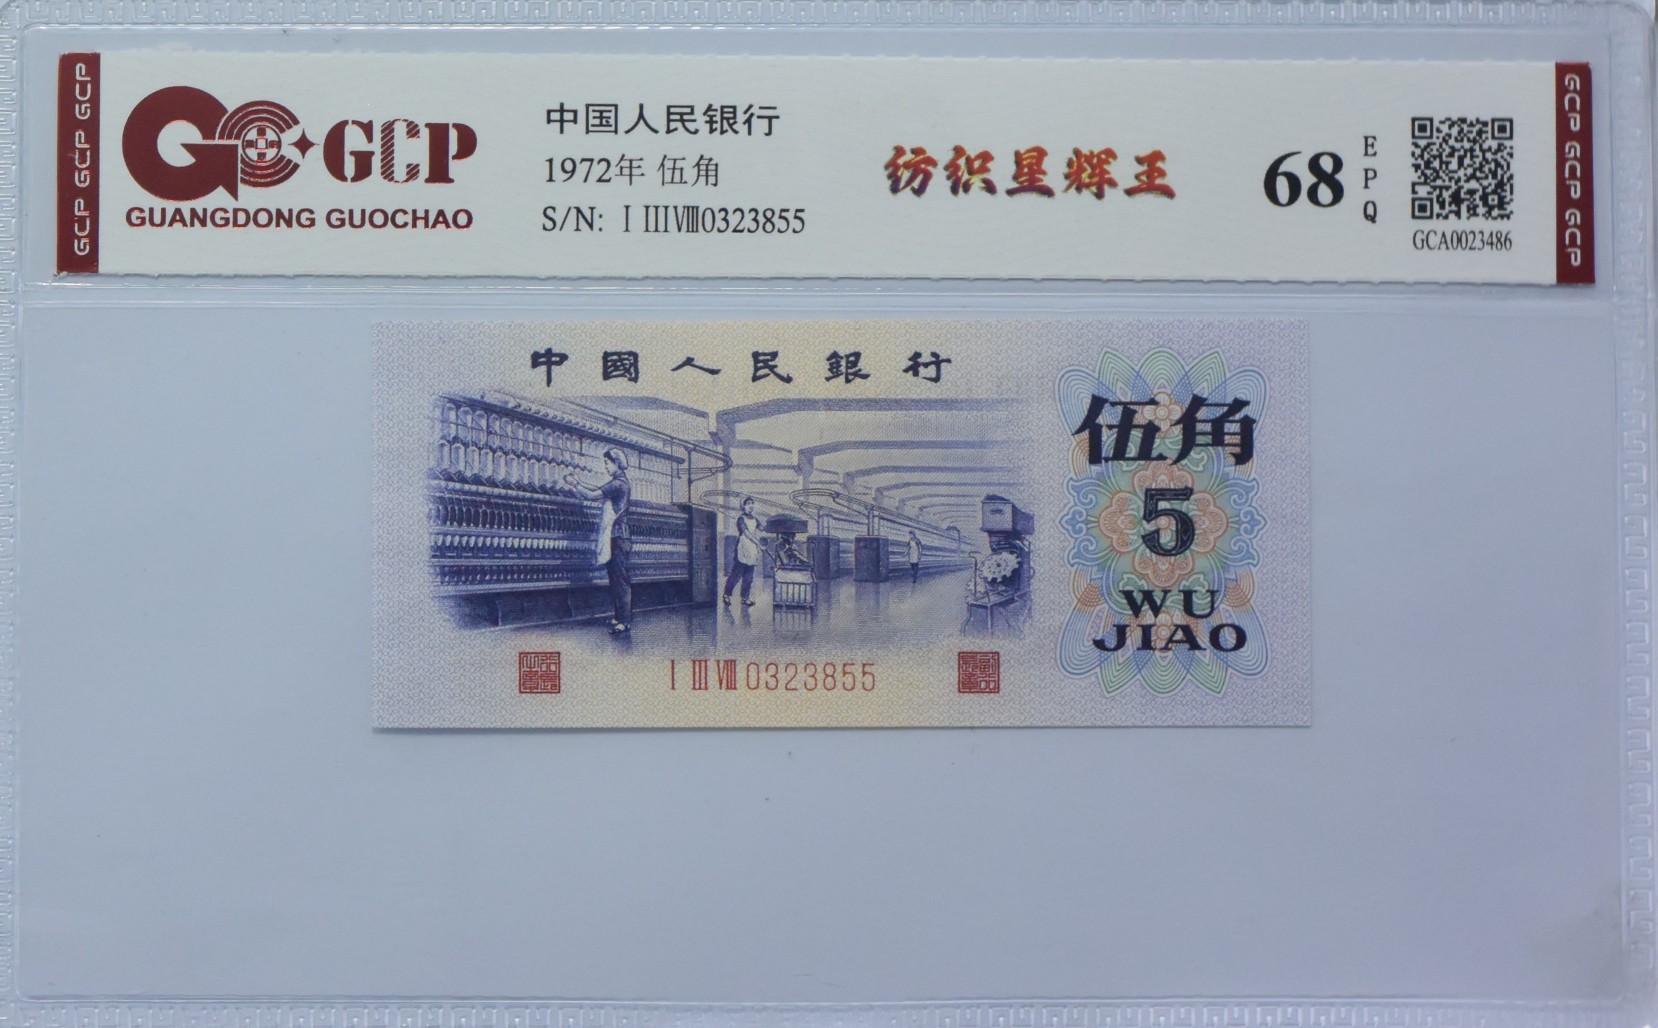 GCP GCP GCP
GCP
GUANGDONG GUOCHAO
中国人民银行
1972年 伍角
S/N: Ⅰ Ⅲ Ⅷ 0323855
纺织星辉王
68
EPQ
GCA0023486
GCP GCP GCP
中國人民銀行
伍角
5
WU
JIAO
Ⅰ Ⅲ Ⅷ 0323855